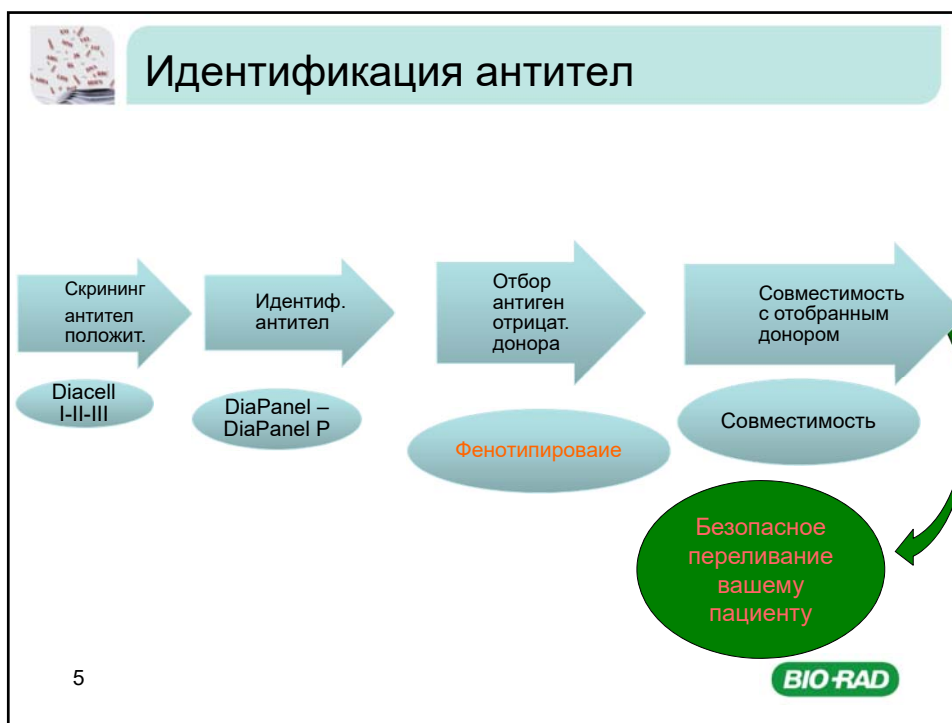 Идентификация антител
Скрининг
антител
положит.
Идентиф.
антител
Отбор
антиген
отрицат.
донора
Совместимость
с отобранным
донором
Diacell
I-II-III
DiaPanel –
DiaPanel P
Фенотипироваие
Совместимость
Безопасное
переливание
вашему
пациенту
5
BIO-RAD